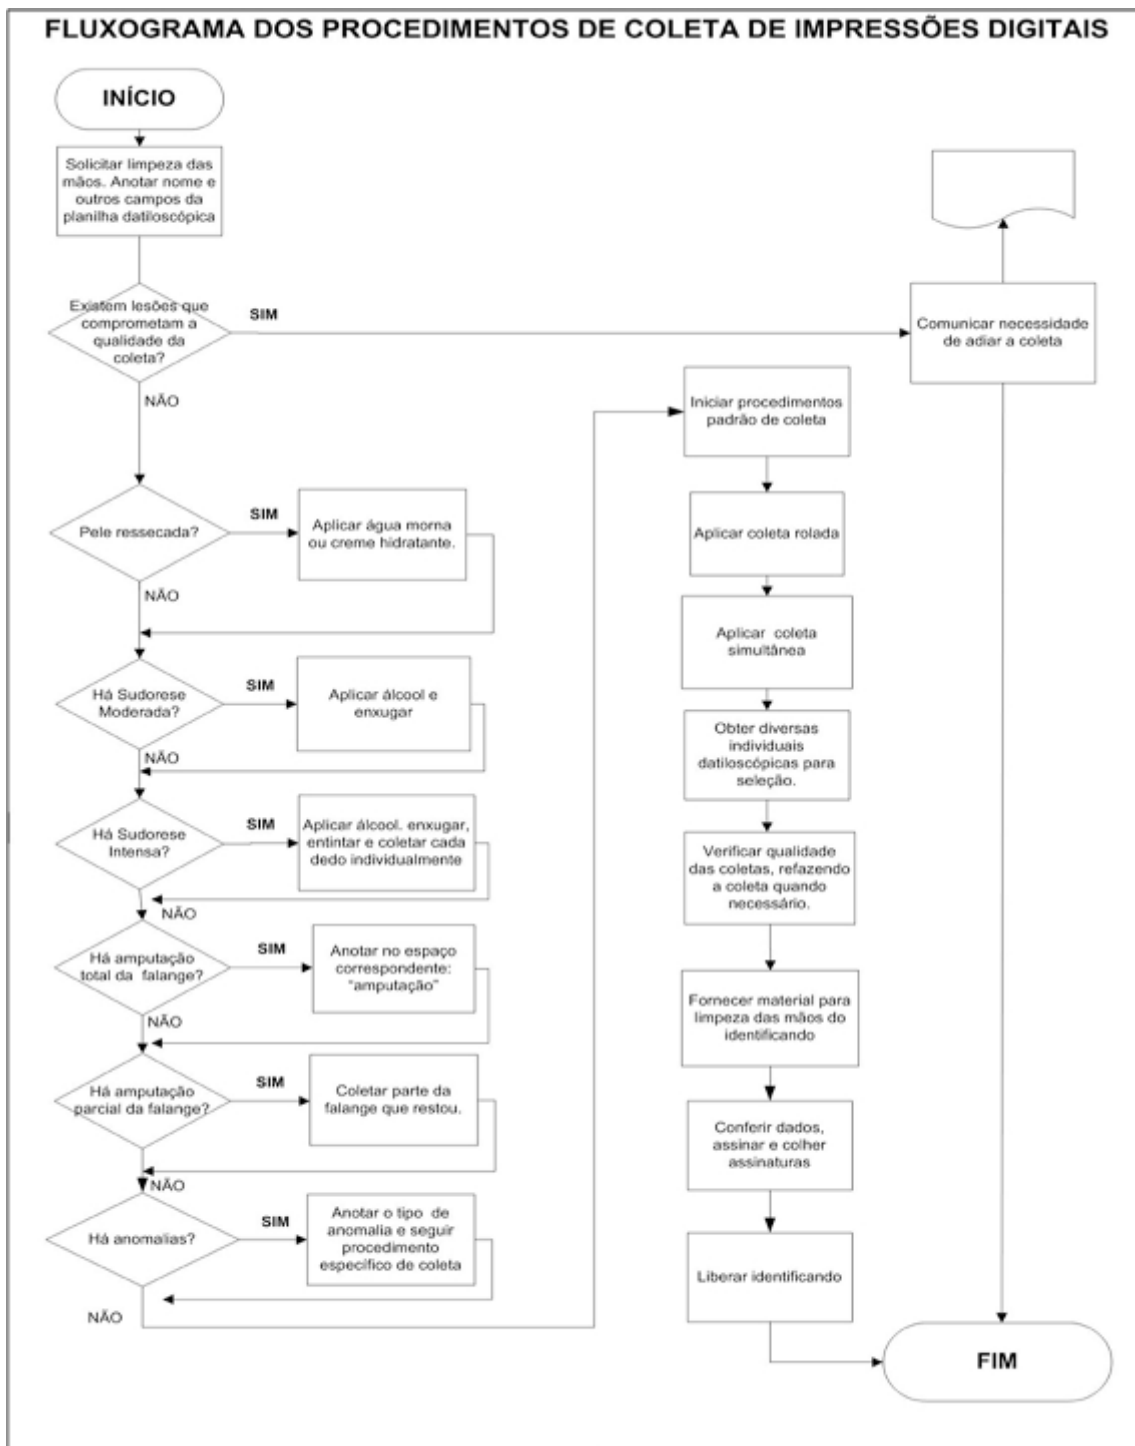 FLUXOGRAMA DOS PROCEDIMENTOS DE COLETA DE IMPRESSÕES DIGITAIS
INÍCIO
Solicitar limpeza das
mãos. Anotar nome e
outros campos da
planilha datiloscópica
Existem lesões que
comprometam a
qualidade da
coleta?
SIM
NÃO
Comunicar necessidade
de adiar a coleta
Pele ressecada?
SIM
Aplicar água morna
ou creme hidratante.
NÃO
Há Sudorese
Moderada?
SIM
Aplicar álcool e
enxugar
NÃO
Há Sudorese
Intensa?
SIM
Aplicar álcool. enxugar,
entintar e coletar cada
dedo individualmente
NÃO
Há amputação
total da falange?
SIM
Anotar no espaço
correspondente:
“amputação”
NÃO
Há amputação
parcial da falange?
SIM
Coletar parte da
falange que restou.
NÃO
Há anomalias?
SIM
Anotar o tipo de
anomalia e seguir
procedimento
específico de coleta
NÃO
Iniciar procedimentos
padrão de coleta
Aplicar coleta rolada
Aplicar coleta
simultânea
Obter diversas
individuais
datiloscópicas para
seleção.
Verificar qualidade
das coletas, refazendo
a coleta quando
necessário.
Fornecer material para
limpeza das mãos do
identificando
Conferir dados,
assinar e colher
assinaturas
Liberar identificando
FIM